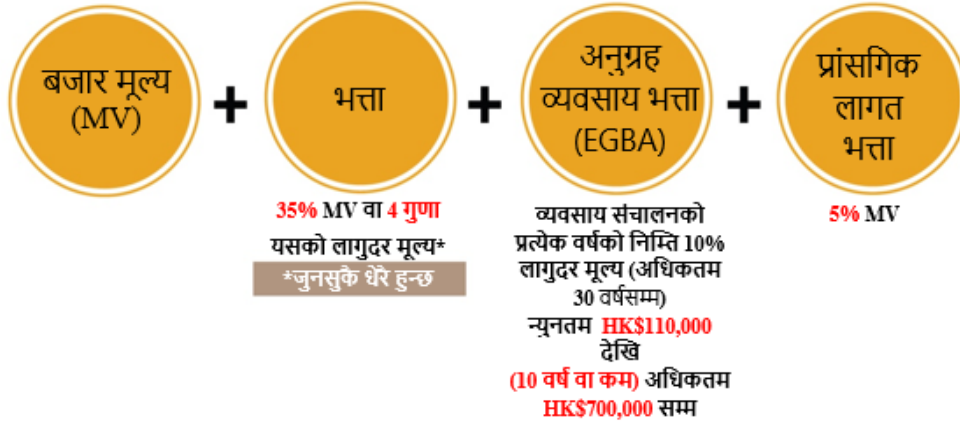 बजार मूल्य
(MV)
+
भत्ता
+
अनुग्रह
व्यवसाय भत्ता
(EGBA)
+
प्रांसगिक
लागत
भत्ता
35% MV वा 4 गुणा
यसको लागुदर मूल्य*
*जुनसुकै धेरै हुन्छ
व्यवसाय संचालनको
प्रत्येक वर्षको निम्ति 10%
लागुदर मूल्य (अधिकतम
30 वर्षसम्म)
न्युनतम HK$110,000
देखि
(10 वर्ष वा कम) अधिकतम
HK$700,000 सम्म
5% MV